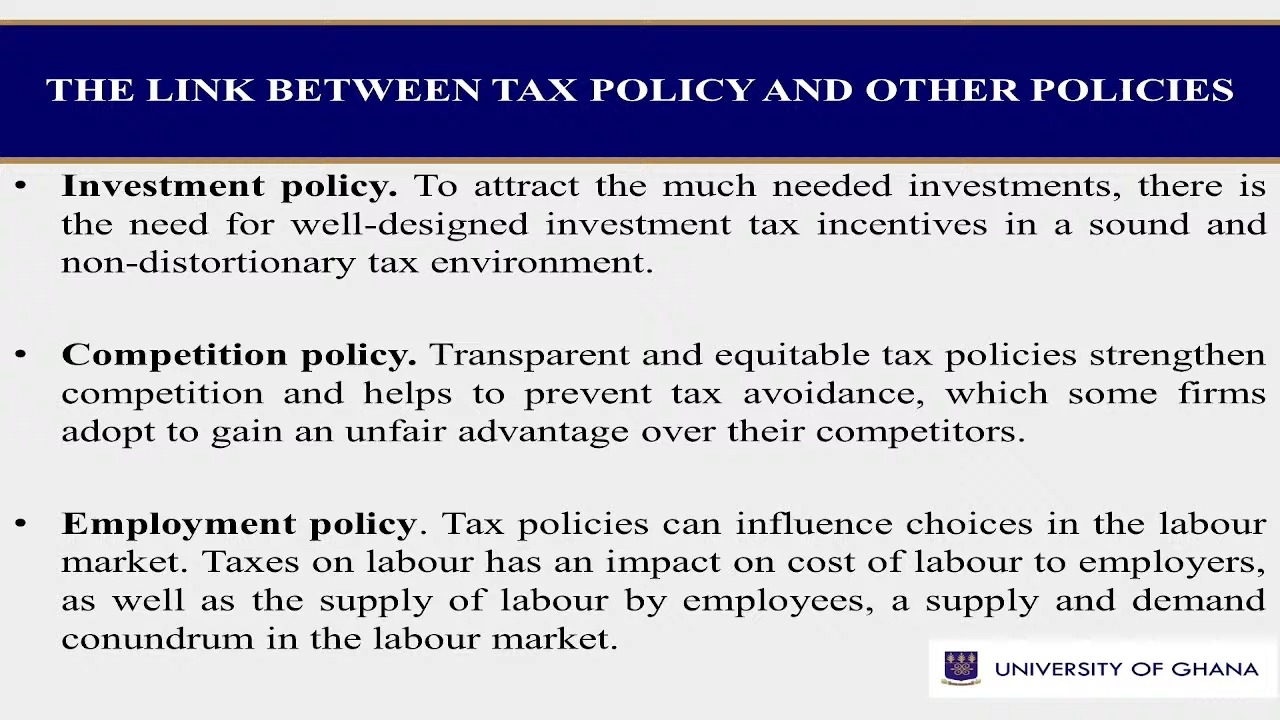 THE LINK BETWEEN TAX POLICY AND OTHER POLICIES
• Investment policy. To attract the much needed investments, there is
the need for well-designed investment tax incentives in a sound and
non-distortionary tax environment.
• Competition policy. Transparent and equitable tax policies strengthen
competition and helps to prevent tax avoidance, which some firms
adopt to gain an unfair advantage over their competitors.
• Employment policy. Tax policies can influence choices in the labour
market. Taxes on labour has an impact on cost of labour to employers,
as well as the supply of labour by employees, a supply and demand
conundrum in the labour market.
UNIVERSITY OF GHANA